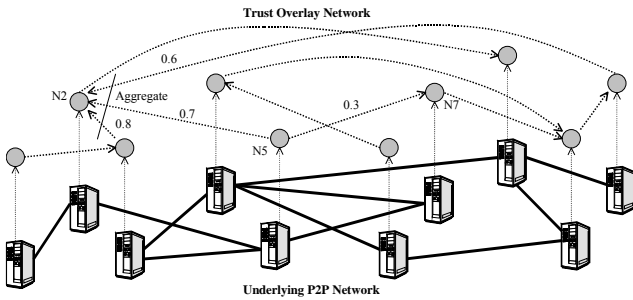 Trust Overlay Network
0.6
N2
Aggregate
0.3
0.7
N7
0.8
N5
Underlying P2P Network